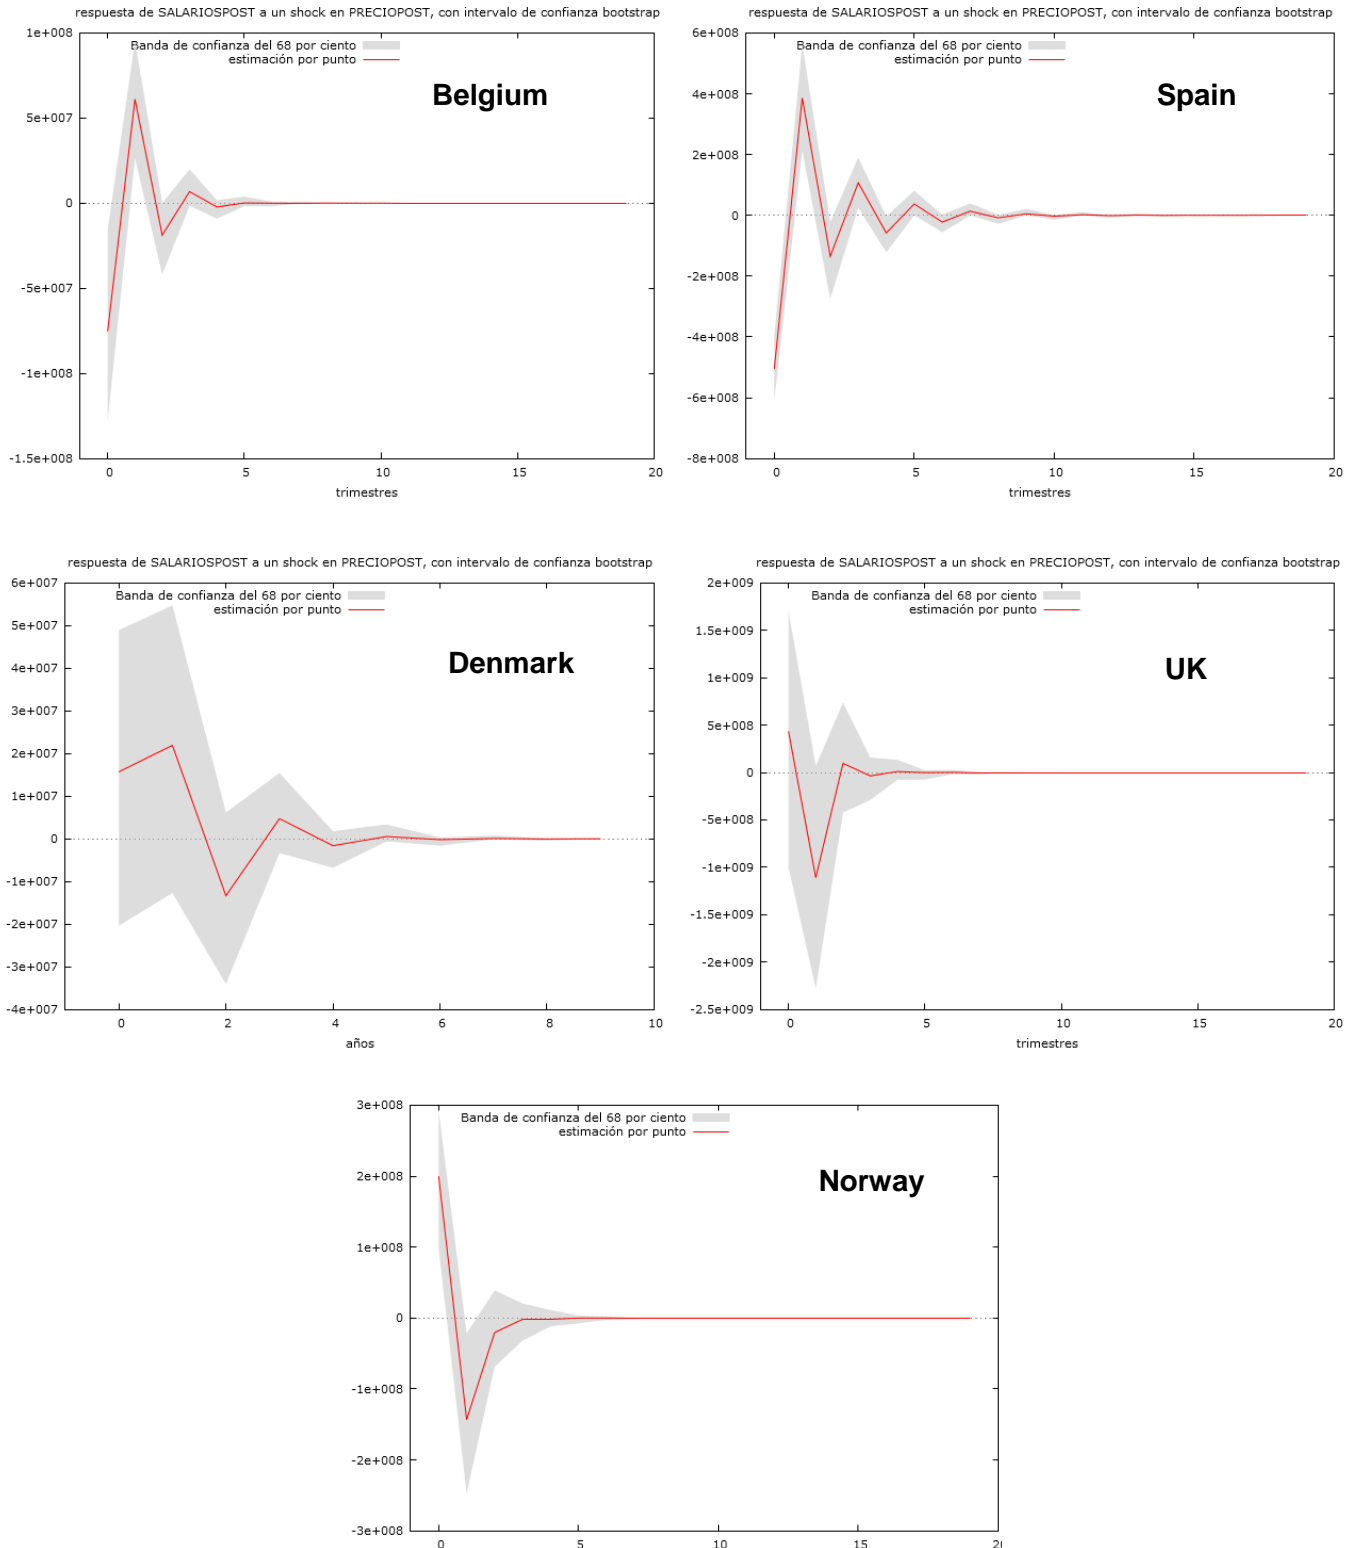 respuesta de SALARIOSPOST a un shock en PRECIOPOST, con intervalo de confianza bootstrap
Banda de confianza del 68 por ciento
estimación por punto
Belgium
1e+008
5e+007
0
-5e+007
-1e+008
-1.5e+008
0 5 10 15 20
trimestres
respuesta de SALARIOSPOST a un shock en PRECIOPOST, con intervalo de confianza bootstrap
Banda de confianza del 68 por ciento
estimación por punto
Spain
6e+008
4e+008
2e+008
0
-2e+008
-4e+008
-6e+008
-8e+008
0 5 10 15 20
trimestres
respuesta de SALARIOSPOST a un shock en PRECIOPOST, con intervalo de confianza bootstrap
Banda de confianza del 68 por ciento
estimación por punto
Denmark
6e+007
5e+007
4e+007
3e+007
2e+007
1e+007
0
-1e+007
-2e+007
-3e+007
-4e+007
0 2 4 6 8 10
años
respuesta de SALARIOSPOST a un shock en PRECIOPOST, con intervalo de confianza bootstrap
Banda de confianza del 68 por ciento
estimación por punto
UK
2e+009
1.5e+009
1e+009
5e+008
0
-5e+008
-1e+009
-1.5e+009
-2e+009
-2.5e+009
0 5 10 15 20
trimestres
Banda de confianza del 68 por ciento
estimación por punto
Norway
3e+008
2e+008
1e+008
0
-1e+008
-2e+008
-3e+008
0 5 10 15 20